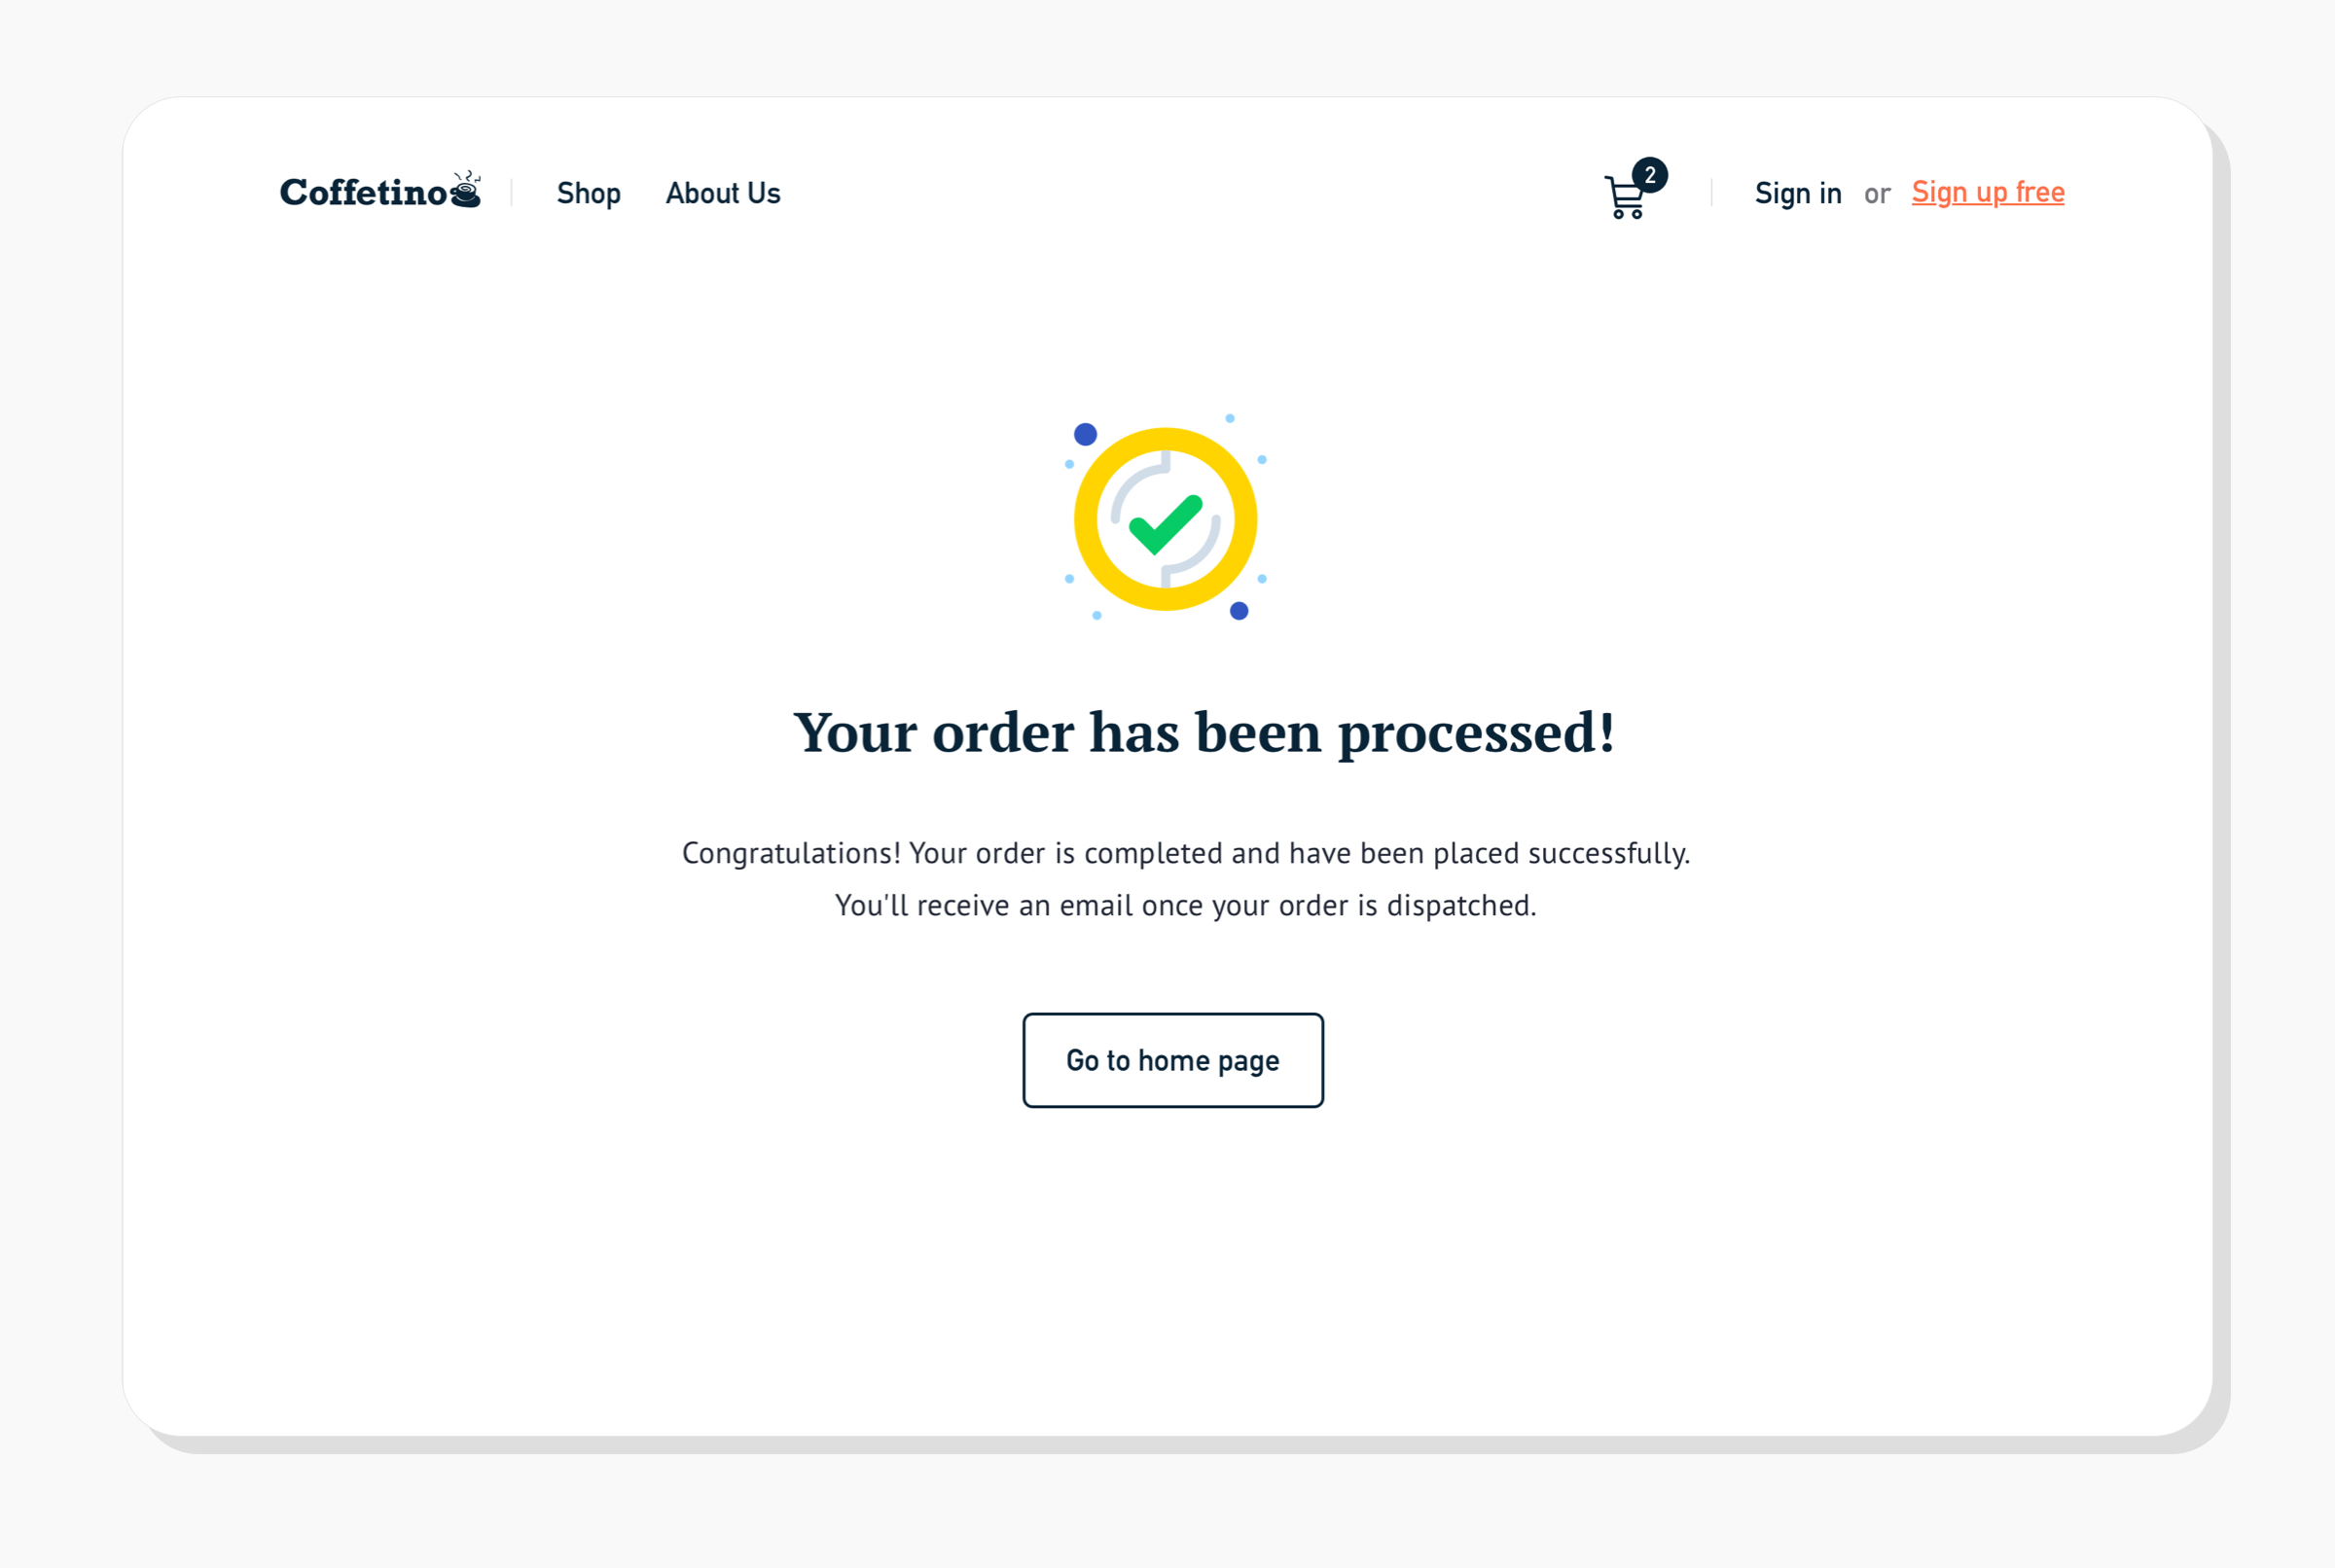 Coffetino
Shop
About Us
2
Sign in or Sign up free
Your order has been processed!
Congratulations! Your order is completed and have been placed successfully.
You'll receive an email once your order is dispatched.
Go to home page